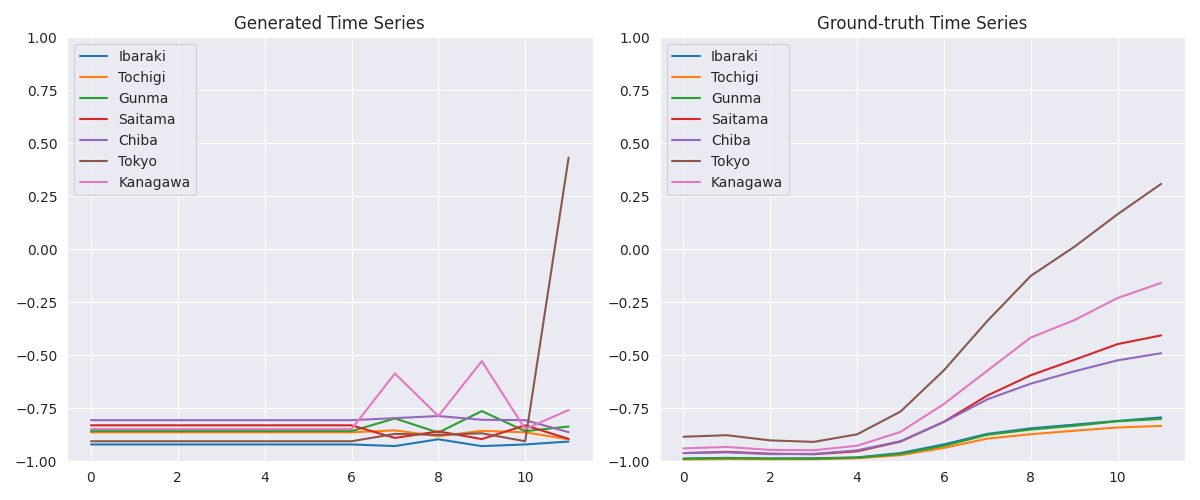 Generated Time Series
1.00
0.75
0.50
0.25
0.00
−0.25
−0.50
−0.75
−1.00
0 2 4 6 8 10
Ibaraki
Tochigi
Gunma
Saitama
Chiba
Tokyo
Kanagawa
Ground-truth Time Series
1.00
0.75
0.50
0.25
0.00
−0.25
−0.50
−0.75
−1.00
0 2 4 6 8 10
Ibaraki
Tochigi
Gunma
Saitama
Chiba
Tokyo
Kanagawa